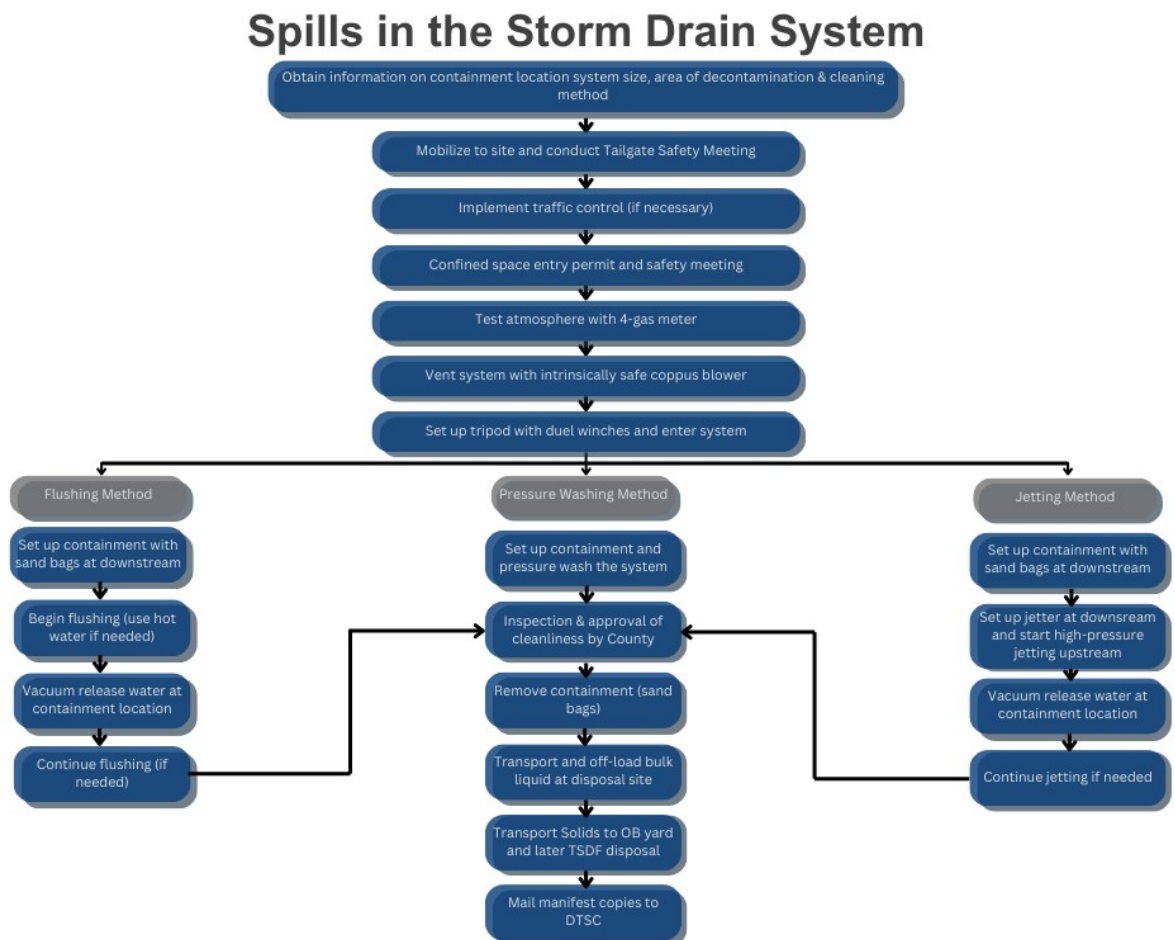 Spills in the Storm Drain System
Obtain information on containment location system size, area of decontamination & cleaning
method
Mobilize to site and conduct Tailgate Safety Meeting
Implement traffic control (if necessary)
Confined space entry permit and safety meeting
Test atmosphere with 4-gas meter
Vent system with intrinsically safe coppus blower
Set up tripod with duel winches and enter system
Flushing Method
Set up containment with
sand bags at downstream
Begin flushing (use hot
water if needed)
Vacuum release water at
containment location
Continue flushing (if
needed)
Pressure Washing Method
Set up containment and
pressure wash the system
Inspection & approval of
cleanliness by County
Remove containment (sand
bags)
Transport and off-load bulk
liquid at disposal site
Transport Solids to OB yard
and later TSDF disposal
Mail manifest copies to
DTSC
Jetting Method
Set up containment with
sand bags at downstream
Set up jetter at downsream
and start high-pressure
jetting upstream
Vacuum release water at
containment location
Continue jetting if needed